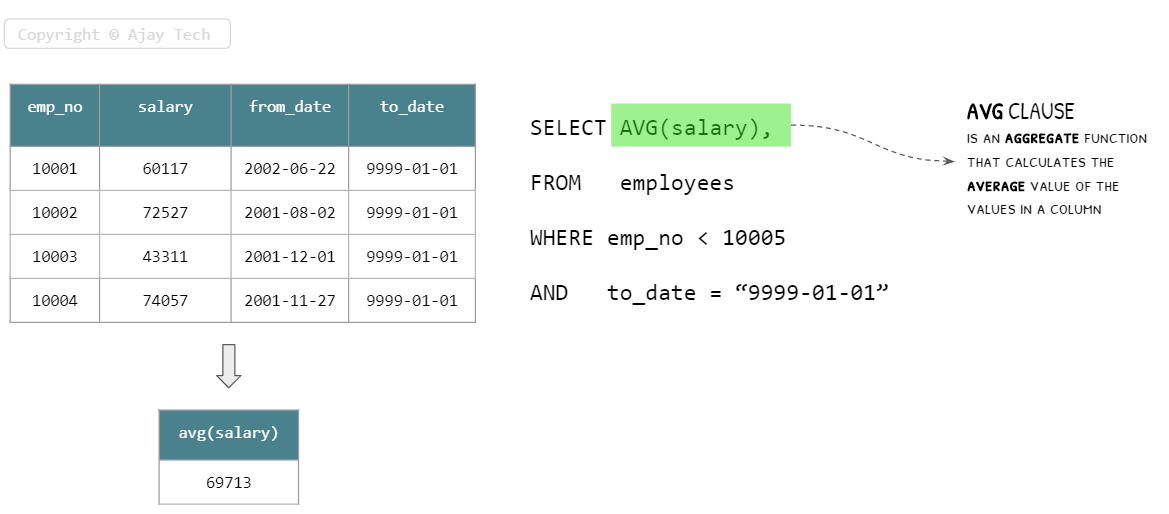 Copyright © Ajay Tech
emp_no salary from_date to_date
10001 60117 2002-06-22 9999-01-01
10002 72527 2001-08-02 9999-01-01
10003 43311 2001-12-01 9999-01-01
10004 74057 2001-11-27 9999-01-01
avg(salary)
69713
SELECT AVG(salary),
FROM employees
WHERE emp_no < 10005
AND to_date = “9999-01-01”
AVG CLAUSE
IS AN AGGREGATE FUNCTION
THAT CALCULATES THE
AVERAGE VALUE OF THE
VALUES IN A COLUMN